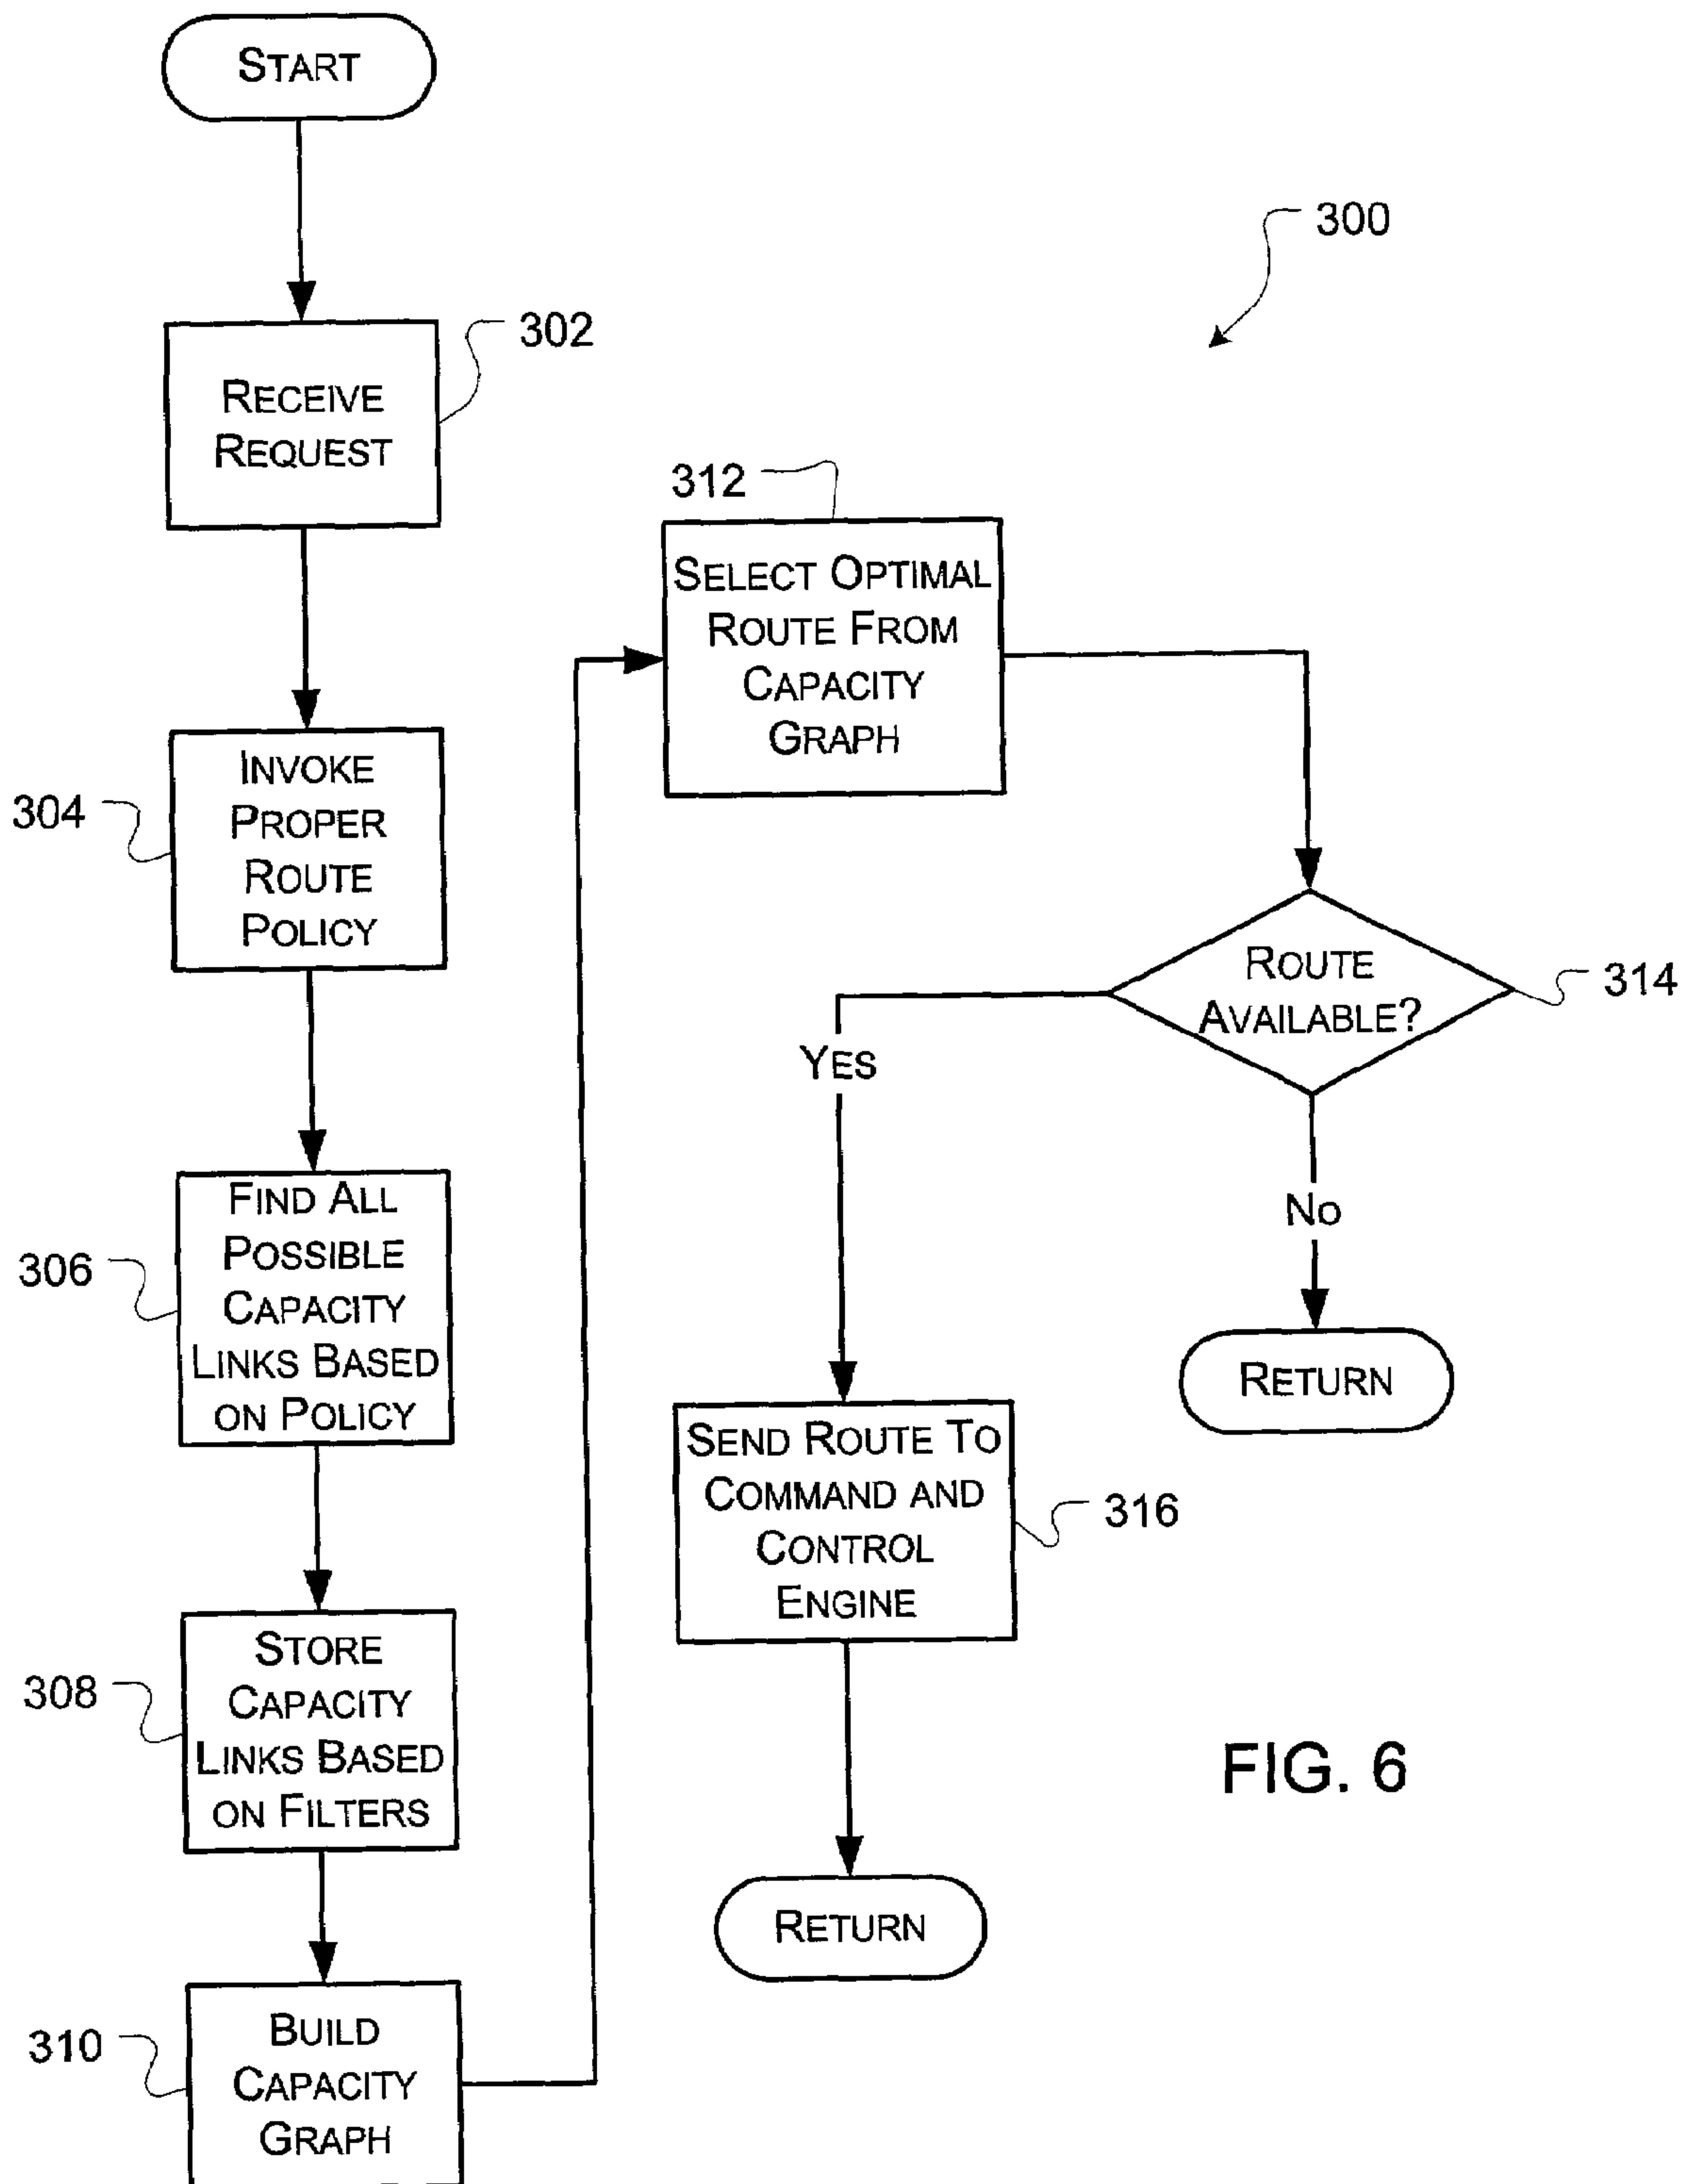 START
300
302
RECEIVE
REQUEST
312
SELECT OPTIMAL
ROUTE FROM
CAPACITY
GRAPH
304
INVOKE
PROPER
ROUTE
POLICY
ROUTE
AVAILABLE?
314
YES
NO
306
FIND ALL
POSSIBLE
CAPACITY
LINKS BASED
ON POLICY
RETURN
SEND ROUTE TO
COMMAND AND
CONTROL
ENGINE
316
308
STORE
CAPACITY
LINKS BASED
ON FILTERS
FIG. 6
RETURN
310
BUILD
CAPACITY
GRAPH